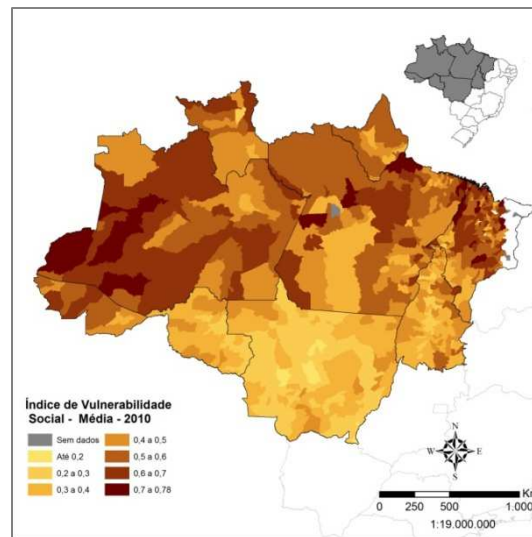 Índice de Vulnerabilidade
Social - Média - 2010
Sem dados
Até 0,2
0,2 a 0,3
0,3 a 0,4
0,4 a 0,5
0,5 a 0,6
0,6 a 0,7
0,7 a 0,78
N
W E
S
Km
0 250 500 1.000
1:19.000.000